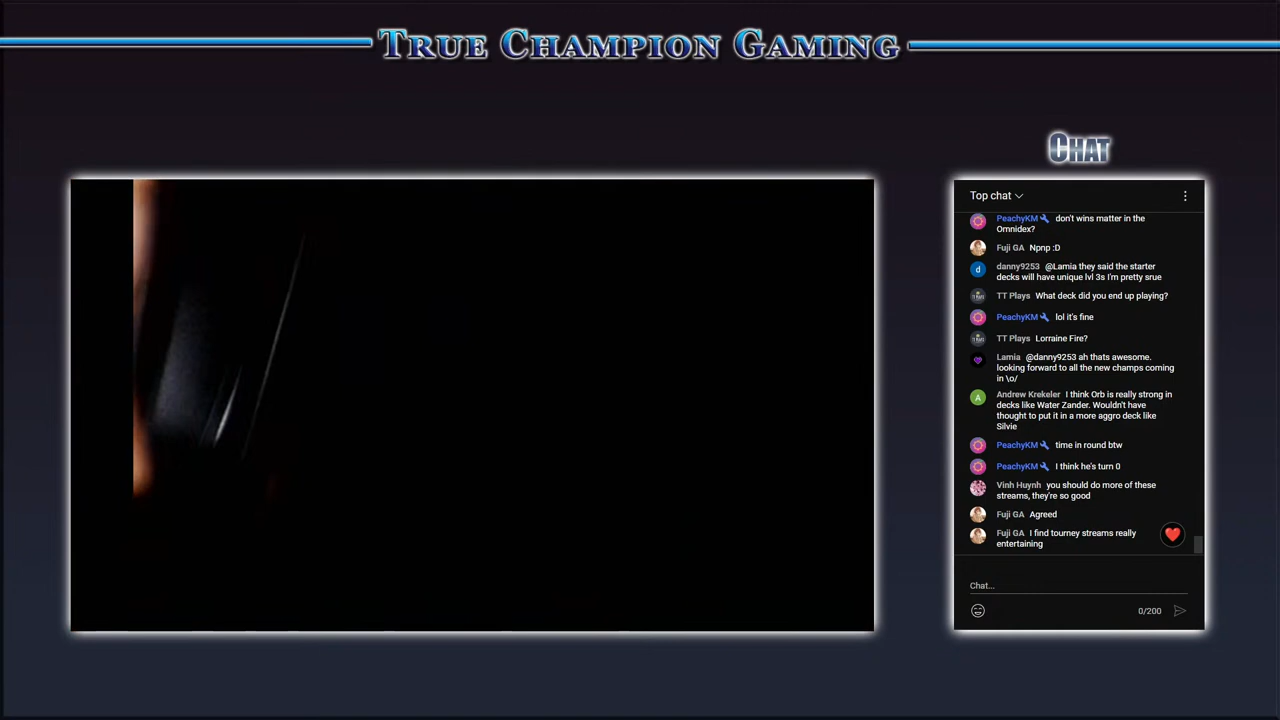 True Champion Gaming
Chat
Top chat
PeachyKM don't wins matter in the
Omnidex?
Fuji GA Npnp :D
danny9253 @Lamia they said the starter
decks will have unique lvl 3s I'm pretty srue
TT Plays What deck did you end up playing?
PeachyKM lol it's fine
TT Plays Lorraine Fire?
Lamia @danny9253 ah thats awesome.
looking forward to all the new champs coming
in \o/
Andrew Krekeler I think Orb is really strong in
decks like Water Zander. Wouldn't have
thought to put it in a more aggro deck like
Silvie
PeachyKM time in round btw
PeachyKM I think he's turn 0
Vinh Huynh you should do more of these
streams, they're so good
Fuji GA Agreed
Fuji GA I find tourney streams really
entertaining
Chat...
0/200